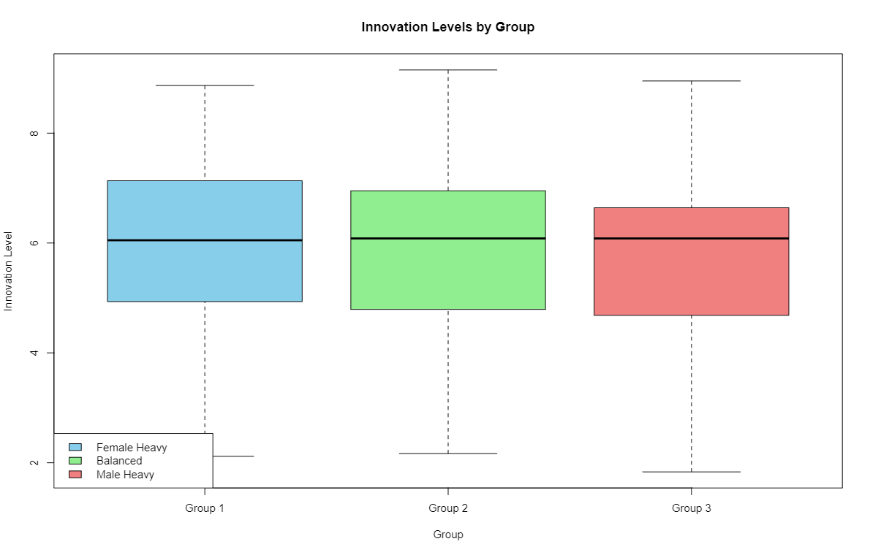 Innovation Levels by Group
8
6
4
2
Innovation Level
Female Heavy
Balanced
Male Heavy
Group 1
Group 2
Group 3
Group